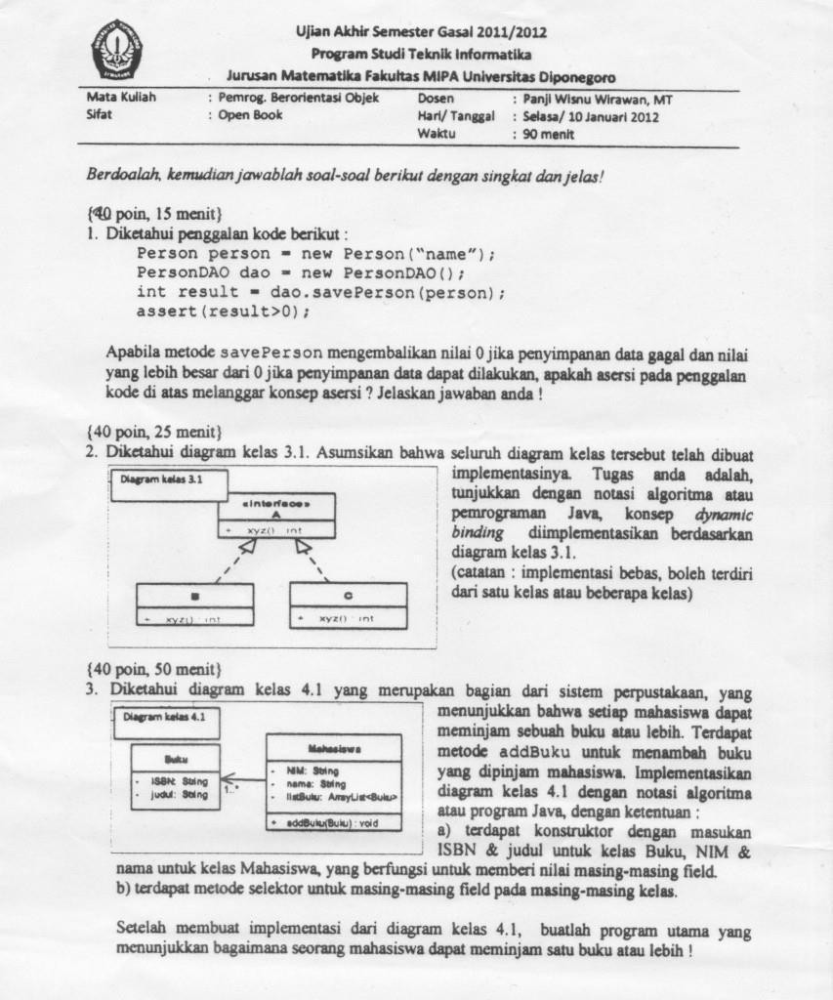 Ujian Akhir Semester Gasal 2011/2012
Program Studi Teknik Informatika
Jurusan Matematika Fakultas MIPA Universitas Diponegoro
Mata Kuliah : Pemrog. Berorientasi Objek Dosen : Panji Wisnu Wirawan, MT
Sifat : Open Book Hari/ Tanggal : Selasa/ 10 Januari 2012
Waktu : 90 menit
Berdoalah, kemudian jawablah soal-soal berikut dengan singkat dan jelas!
poin, 15 menit}
1. Diketahui penggalan kode berikut :
Person person = new Person("name");
PersonDAO dao = new PersonDAO();
int result = dao.savePerson(person);
assert(result>0);
Apabila metode savePerson mengembalikan nilai 0 jika penyimpanan data gagal dan nilai
yang lebih besar dari 0 jika penyimpanan data dapat dilakukan, apakah asersi pada penggalan
kode di atas melanggar konsep asersi ? Jelaskan jawaban anda !
{40 poin, 25 menit}
2. Diketahui diagram kelas 3.1. Asumsikan bahwa seluruh diagram kelas tersebut telah dibuat
implementasinya. Tugas anda adalah,
tunjukkan dengan notasi algoritma atau
pemrograman Java, konsep dynamic
binding diimplementasikan berdasarkan
diagram kelas 3.1.
(catatan : implementasi bebas, boleh terdiri
dari satu kelas atau beberapa kelas)
Diagram kelas 3.1
«interface»
A
+ xyz() : int
B
+ xyz() : int
C
+ xyz() : int
{40 poin, 50 menit}
3. Diketahui diagram kelas 4.1 yang merupakan bagian dari sistem perpustakaan, yang
menunjukkan bahwa setiap mahasiswa dapat
meminjam sebuah buku atau lebih. Terdapat
metode addBuku untuk menambah buku
yang dipinjam mahasiswa. Implementasikan
diagram kelas 4.1 dengan notasi algoritma
atau program Java, dengan ketentuan :
a) terdapat konstruktor dengan masukan
ISBN & judul untuk kelas Buku, NIM &
Diagram kelas 4.1
Buku
- ISBN: String
- judul: String
1..*
Mahasiswa
- NIM: String
- nama: String
- listBuku: ArrayList<Buku>
+ addBuku(Buku) : void
nama untuk kelas Mahasiswa, yang berfungsi untuk memberi nilai masing-masing field.
b) terdapat metode selektor untuk masing-masing field pada masing-masing kelas.
Setelah membuat implementasi dari diagram kelas 4.1, buatlah program utama yang
menunjukkan bagaimana seorang mahasiswa dapat meminjam satu buku atau lebih !